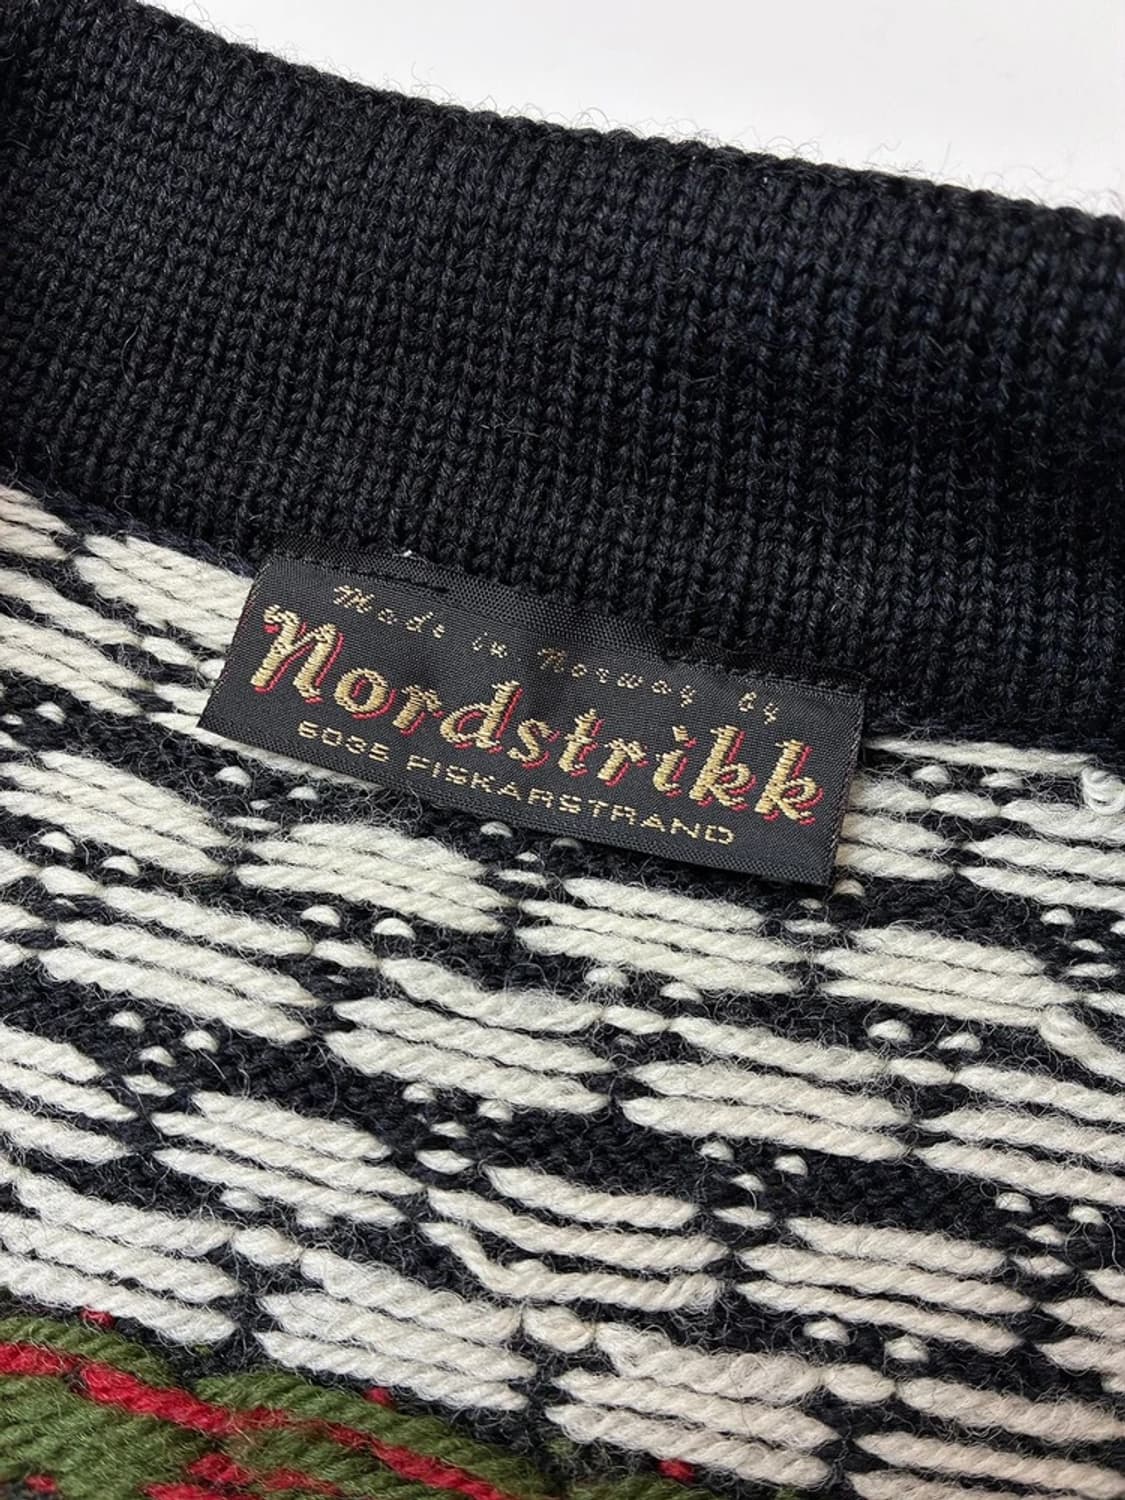 Made in Norway by
Nordstrikk
6035 FISKARSTRAND